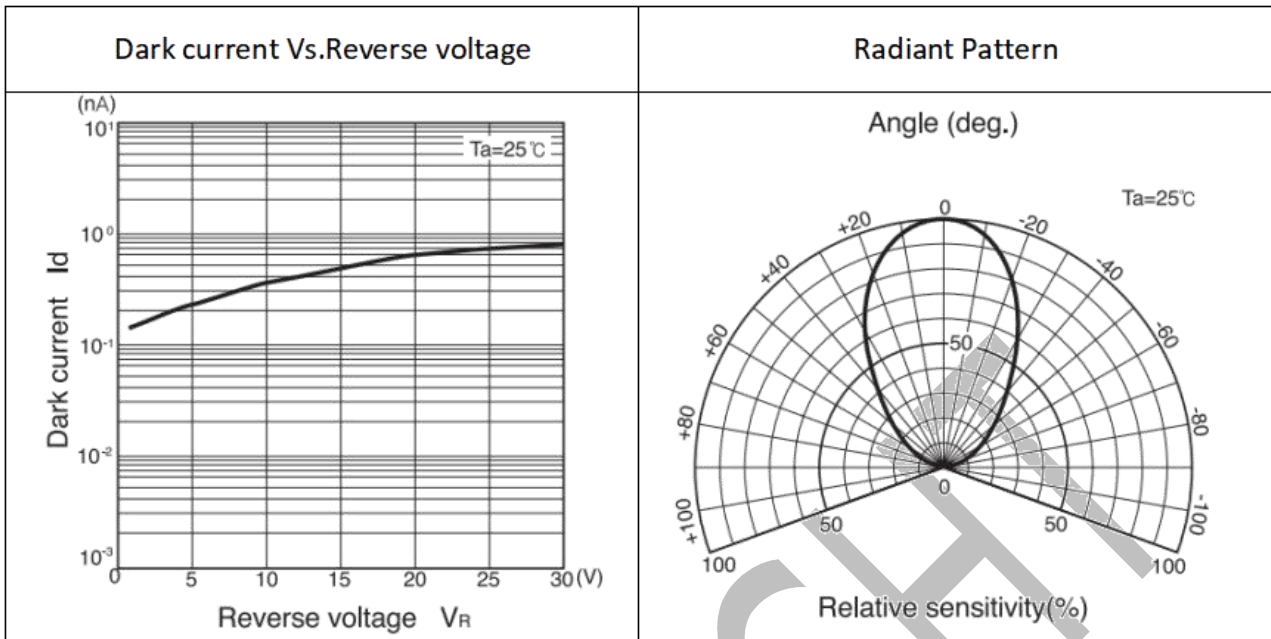 Dark current Vs.Reverse voltage
Radiant Pattern
(nA)
10¹
10⁰
10⁻¹
10⁻²
10⁻³
Ta=25℃
Dark current Id
0
5
10
15
20
25
30(V)
Reverse voltage VR
Angle (deg.)
Ta=25℃
0
+20
-20
+40
-40
+60
-60
+80
-80
+100
-100
50
0
50
50
100
100
Relative sensitivity(%)